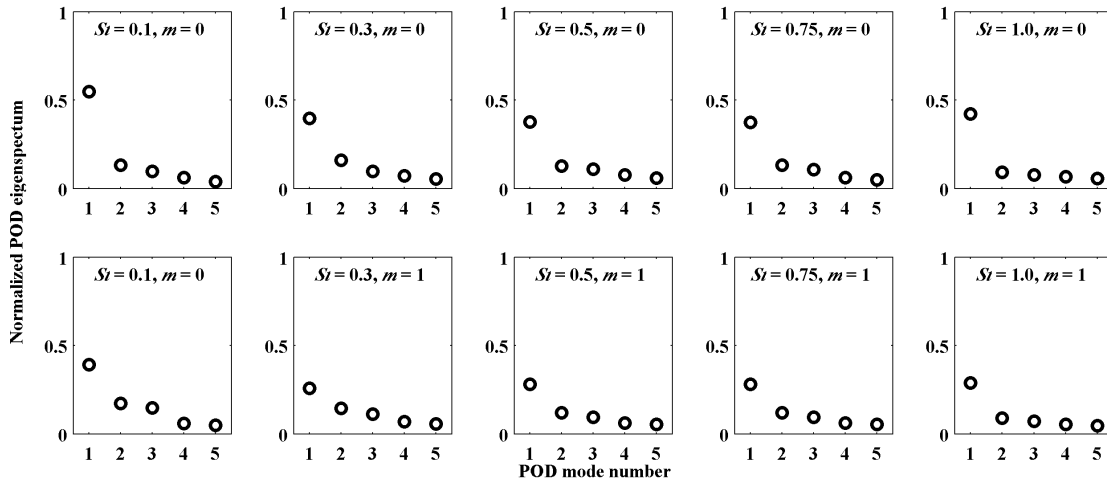 Normalized POD eigenspectum
1
0.5
0
St = 0.1, m = 0
1 2 3 4 5
1
0.5
0
St = 0.3, m = 0
1 2 3 4 5
1
0.5
0
St = 0.5, m = 0
1 2 3 4 5
1
0.5
0
St = 0.75, m = 0
1 2 3 4 5
1
0.5
0
St = 1.0, m = 0
1 2 3 4 5
1
0.5
0
St = 0.1, m = 0
1 2 3 4 5
1
0.5
0
St = 0.3, m = 1
1 2 3 4 5
1
0.5
0
St = 0.5, m = 1
1 2 3 4 5
1
0.5
0
St = 0.75, m = 1
1 2 3 4 5
1
0.5
0
St = 1.0, m = 1
1 2 3 4 5
POD mode number